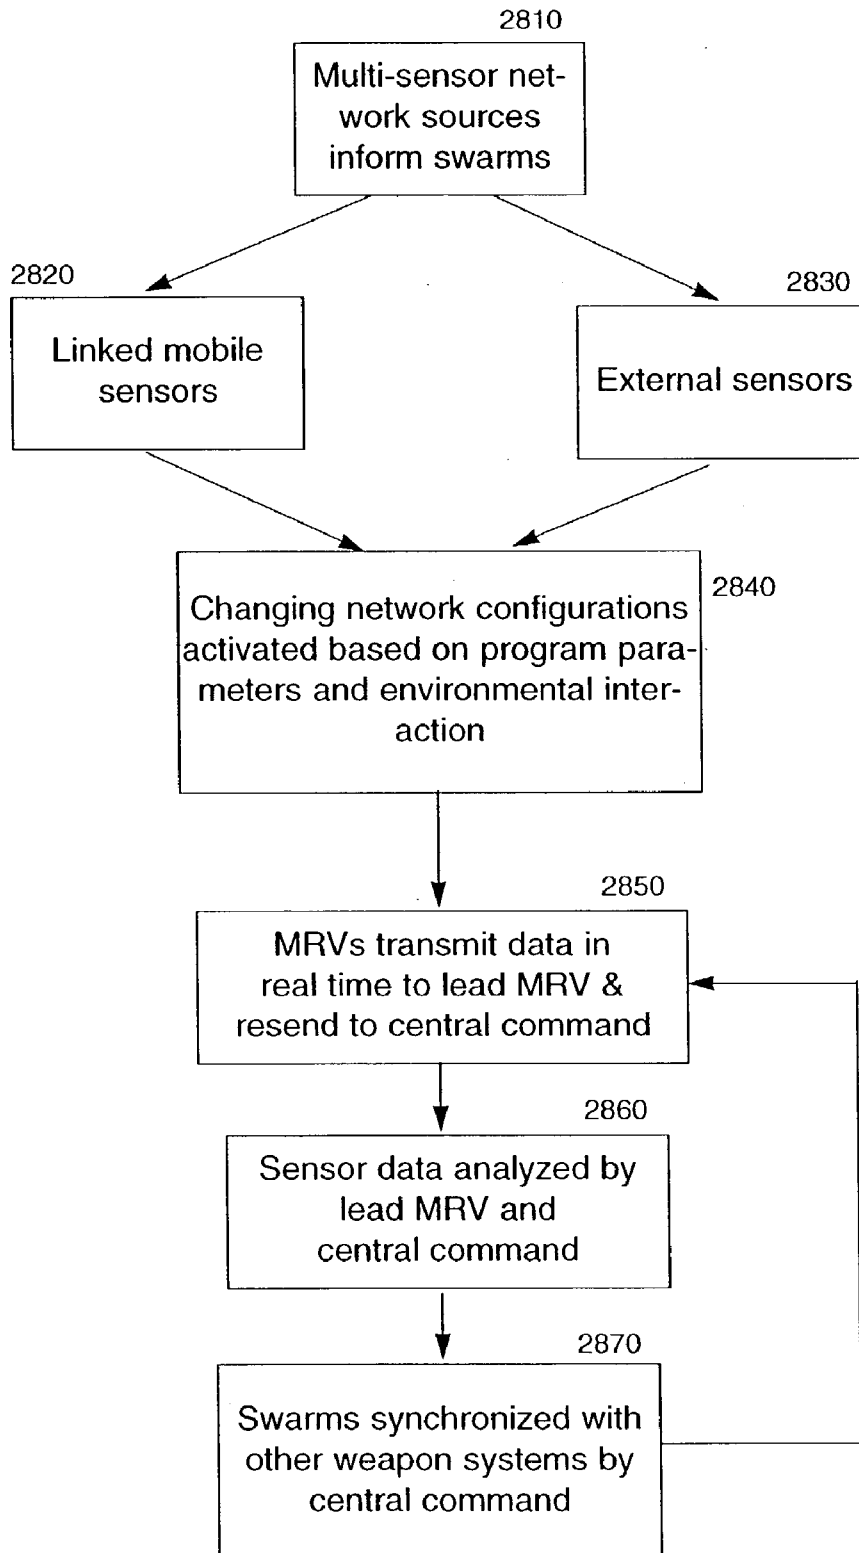 2810
Multi-sensor net-
work sources
inform swarms
2820
Linked mobile
sensors
2830
External sensors
2840
Changing network configurations
activated based on program para-
meters and environmental inter-
action
2850
MRVs transmit data in
real time to lead MRV &
resend to central command
2860
Sensor data analyzed by
lead MRV and
central command
2870
Swarms synchronized with
other weapon systems by
central command